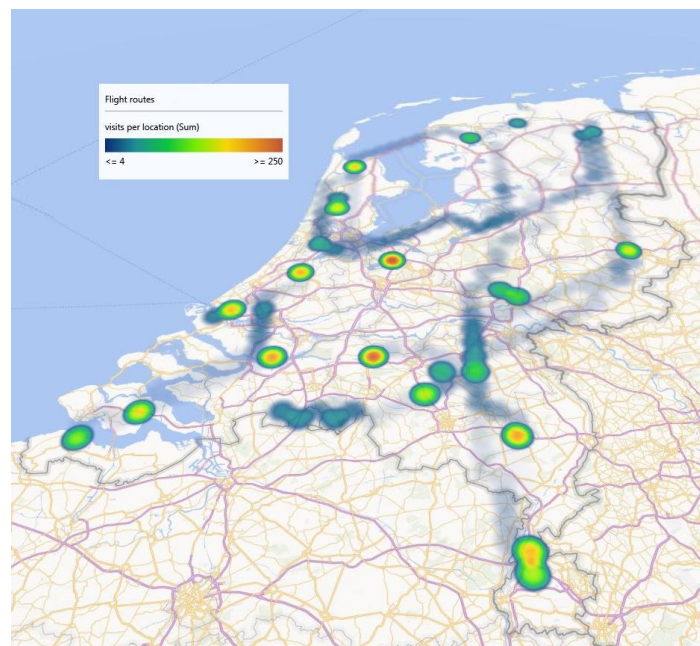 Flight routes
visits per location (Sum)
<= 4 >= 250